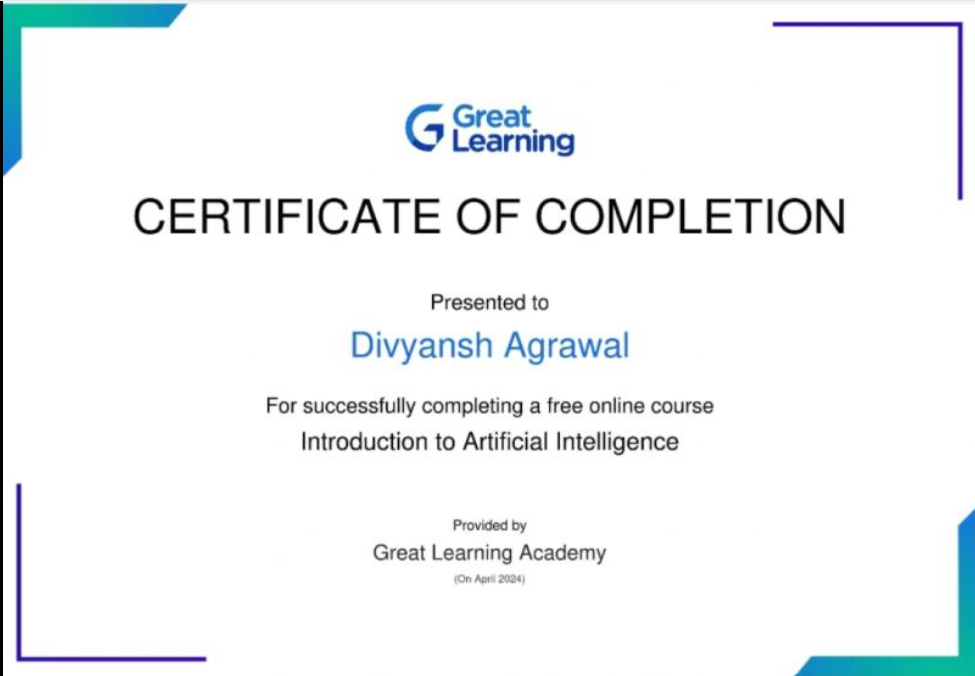 Great
Learning
CERTIFICATE OF COMPLETION
Presented to
Divyansh Agrawal
For successfully completing a free online course
Introduction to Artificial Intelligence
Provided by
Great Learning Academy
(On April 2024)